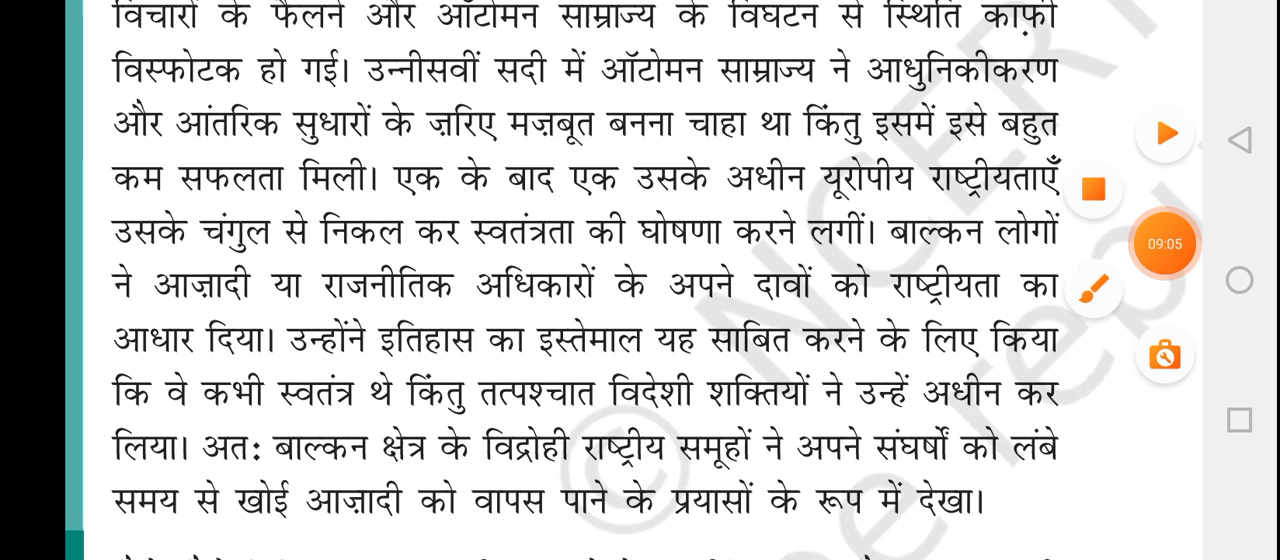 विचारों के फैलने और ऑटोमन साम्राज्य के विघटन से स्थिति काफ़ी
विस्फोटक हो गई। उन्नीसवीं सदी में ऑटोमन साम्राज्य ने आधुनिकीकरण
और आंतरिक सुधारों के ज़रिए मज़बूत बनना चाहा था किंतु इसमें इसे बहुत
कम सफलता मिली। एक के बाद एक उसके अधीन यूरोपीय राष्ट्रीयताएँ
उसके चंगुल से निकल कर स्वतंत्रता की घोषणा करने लगीं। बाल्कन लोगों
ने आज़ादी या राजनीतिक अधिकारों के अपने दावों को राष्ट्रीयता का
आधार दिया। उन्होंने इतिहास का इस्तेमाल यह साबित करने के लिए किया
कि वे कभी स्वतंत्र थे किंतु तत्पश्चात विदेशी शक्तियों ने उन्हें अधीन कर
लिया। अत: बाल्कन क्षेत्र के विद्रोही राष्ट्रीय समूहों ने अपने संघर्षों को लंबे
समय से खोई आज़ादी को वापस पाने के प्रयासों के रूप में देखा।
09:05
© NCERT